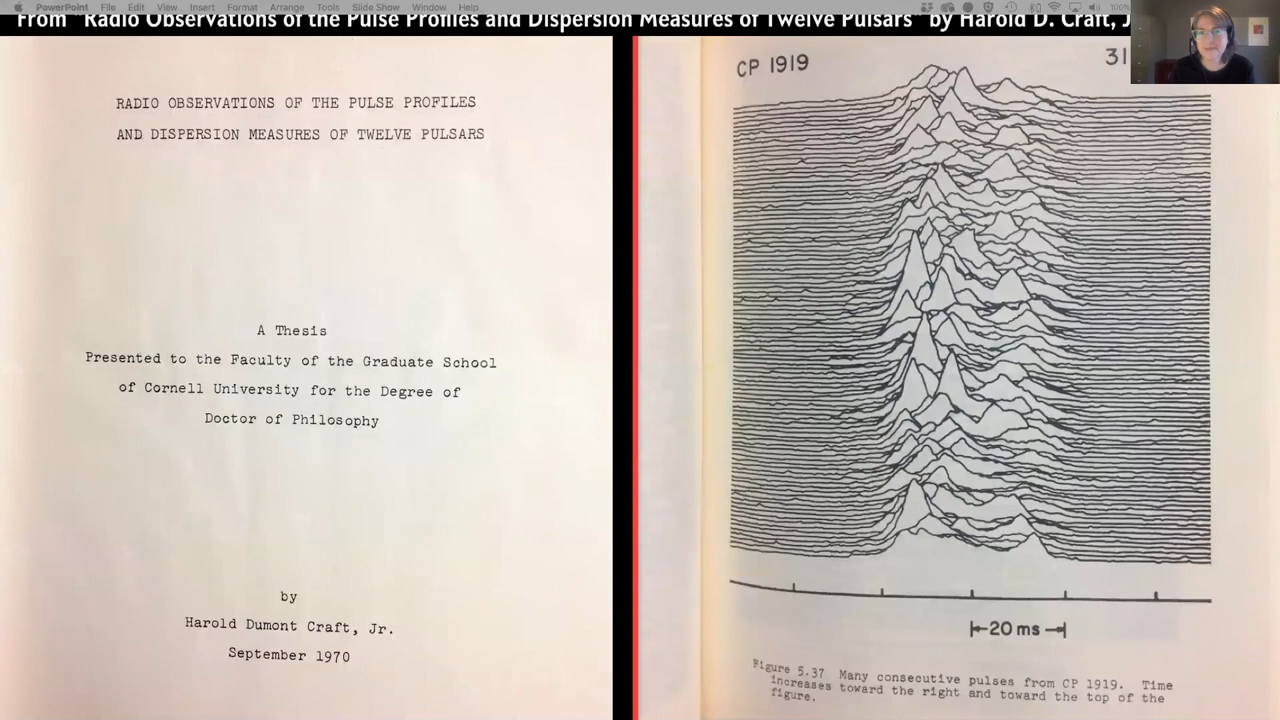 PowerPoint File Edit View Insert Format Arrange Tools Slide Show Window Help 100%
From "Radio Observations of the Pulse Profiles and Dispersion Measures of Twelve Pulsars" by Harold D. Craft, J
RADIO OBSERVATIONS OF THE PULSE PROFILES
AND DISPERSION MEASURES OF TWELVE PULSARS
A Thesis
Presented to the Faculty of the Graduate School
of Cornell University for the Degree of
Doctor of Philosophy
by
Harold Dumont Craft, Jr.
September 1970
CP 1919
31
20 ms
Figure 5.37 Many consecutive pulses from CP 1919. Time
increases toward the right and toward the top of the
figure.